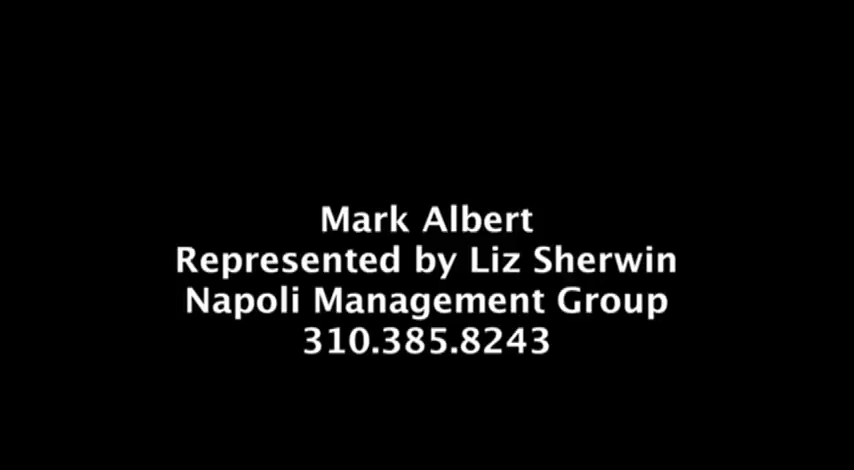 Mark Albert
Represented by Liz Sherwin
Napoli Management Group
310.385.8243